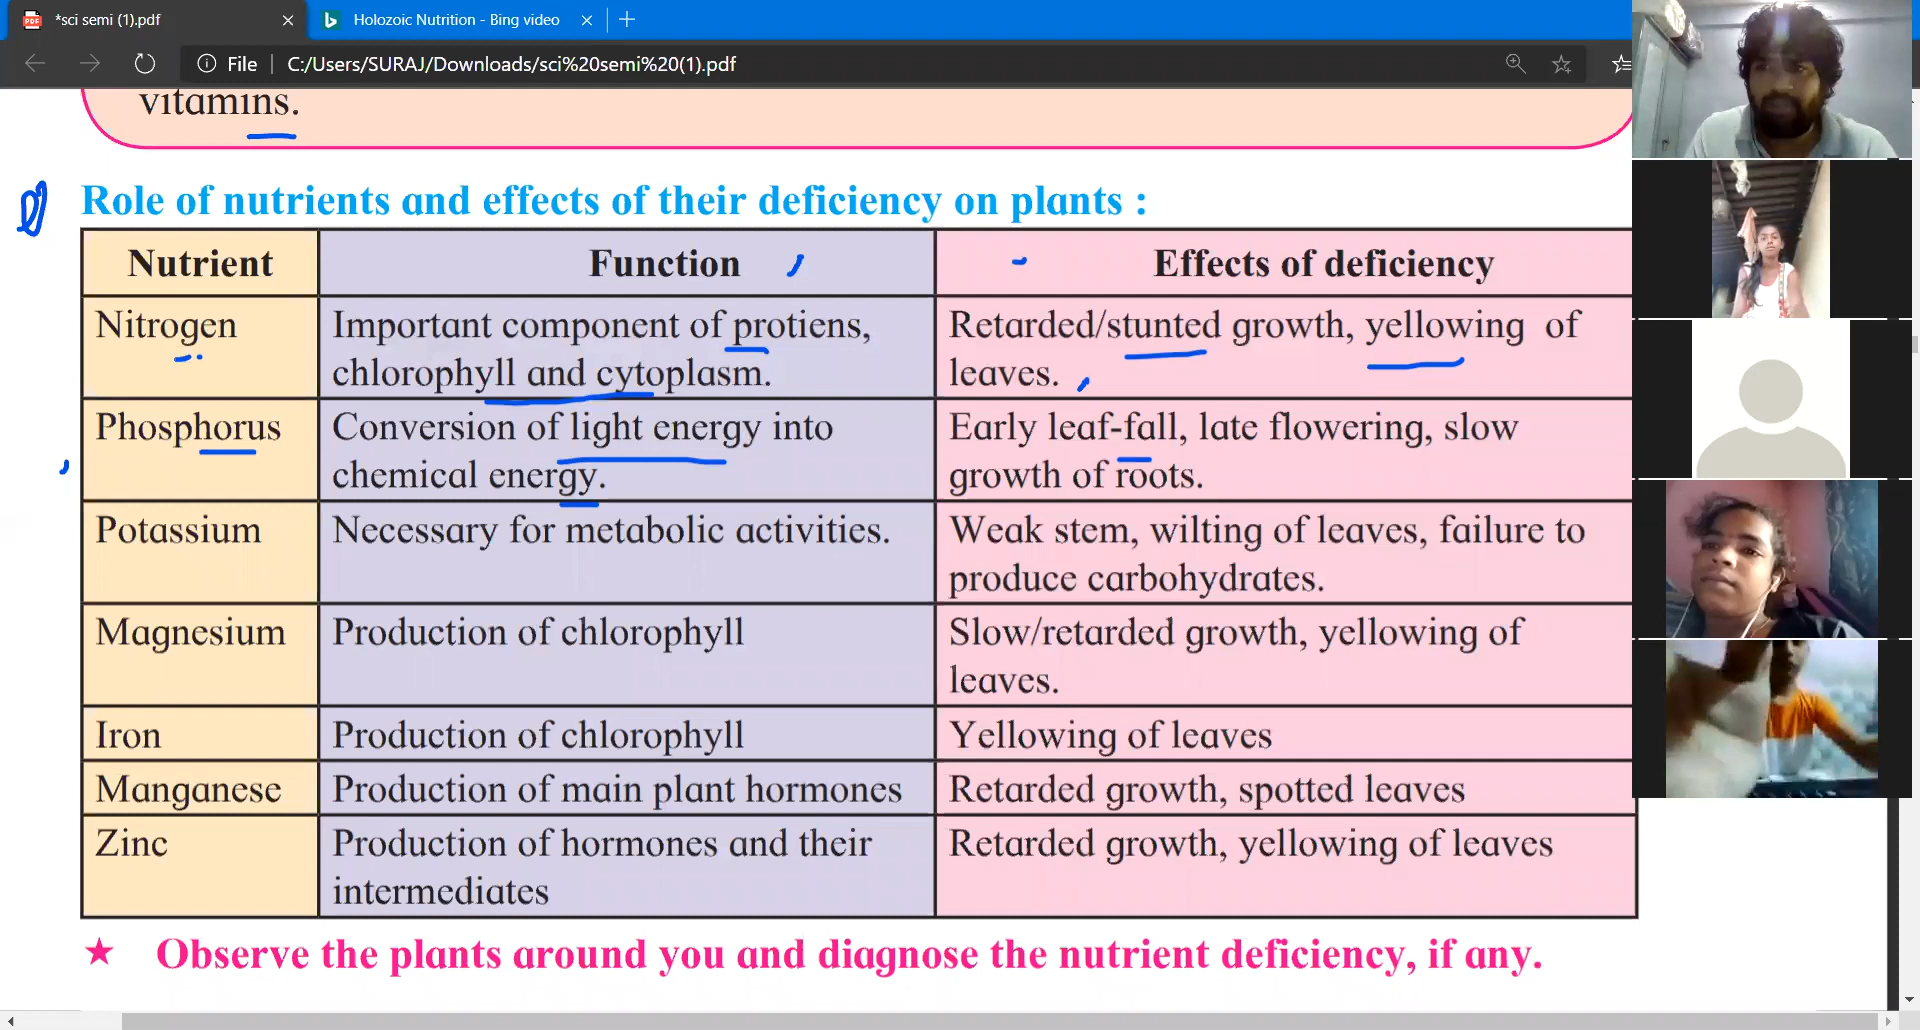 *sci semi (1).pdf
Holozoic Nutrition - Bing video
File
C:/Users/SURAJ/Downloads/sci%20semi%20(1).pdf
vitamins.
Role of nutrients and effects of their deficiency on plants :
Nutrient Function Effects of deficiency
Nitrogen Important component of protiens, Retarded/stunted growth, yellowing of
chlorophyll and cytoplasm. leaves.
Phosphorus Conversion of light energy into Early leaf-fall, late flowering, slow
chemical energy. growth of roots.
Potassium Necessary for metabolic activities. Weak stem, wilting of leaves, failure to
produce carbohydrates.
Magnesium Production of chlorophyll Slow/retarded growth, yellowing of
leaves.
Iron Production of chlorophyll Yellowing of leaves
Manganese Production of main plant hormones Retarded growth, spotted leaves
Zinc Production of hormones and their Retarded growth, yellowing of leaves
intermediates
★ Observe the plants around you and diagnose the nutrient deficiency, if any.